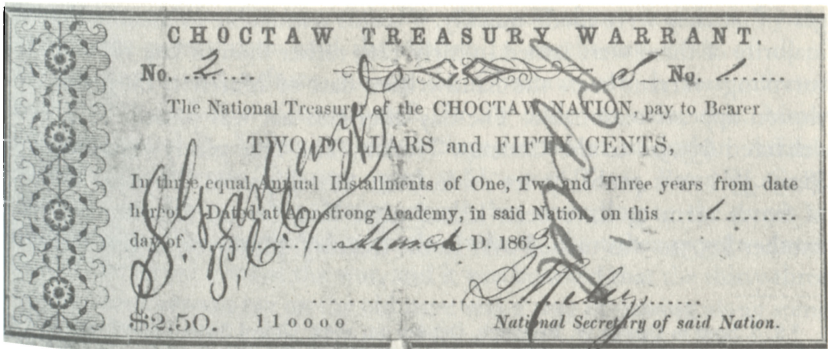 CHOCTAW TREASURY WARRANT.
No. 2 No. 1
The National Treasury of the CHOCTAW NATION, pay to Bearer
TWO DOLLARS and FIFTY CENTS,
In three equal Annual Installments of One, Two and Three years from date
hereof. Dated at Armstrong Academy, in said Nation, on this 1
day of March D. 1863.
$2.50. 110000 National Secretary of said Nation.